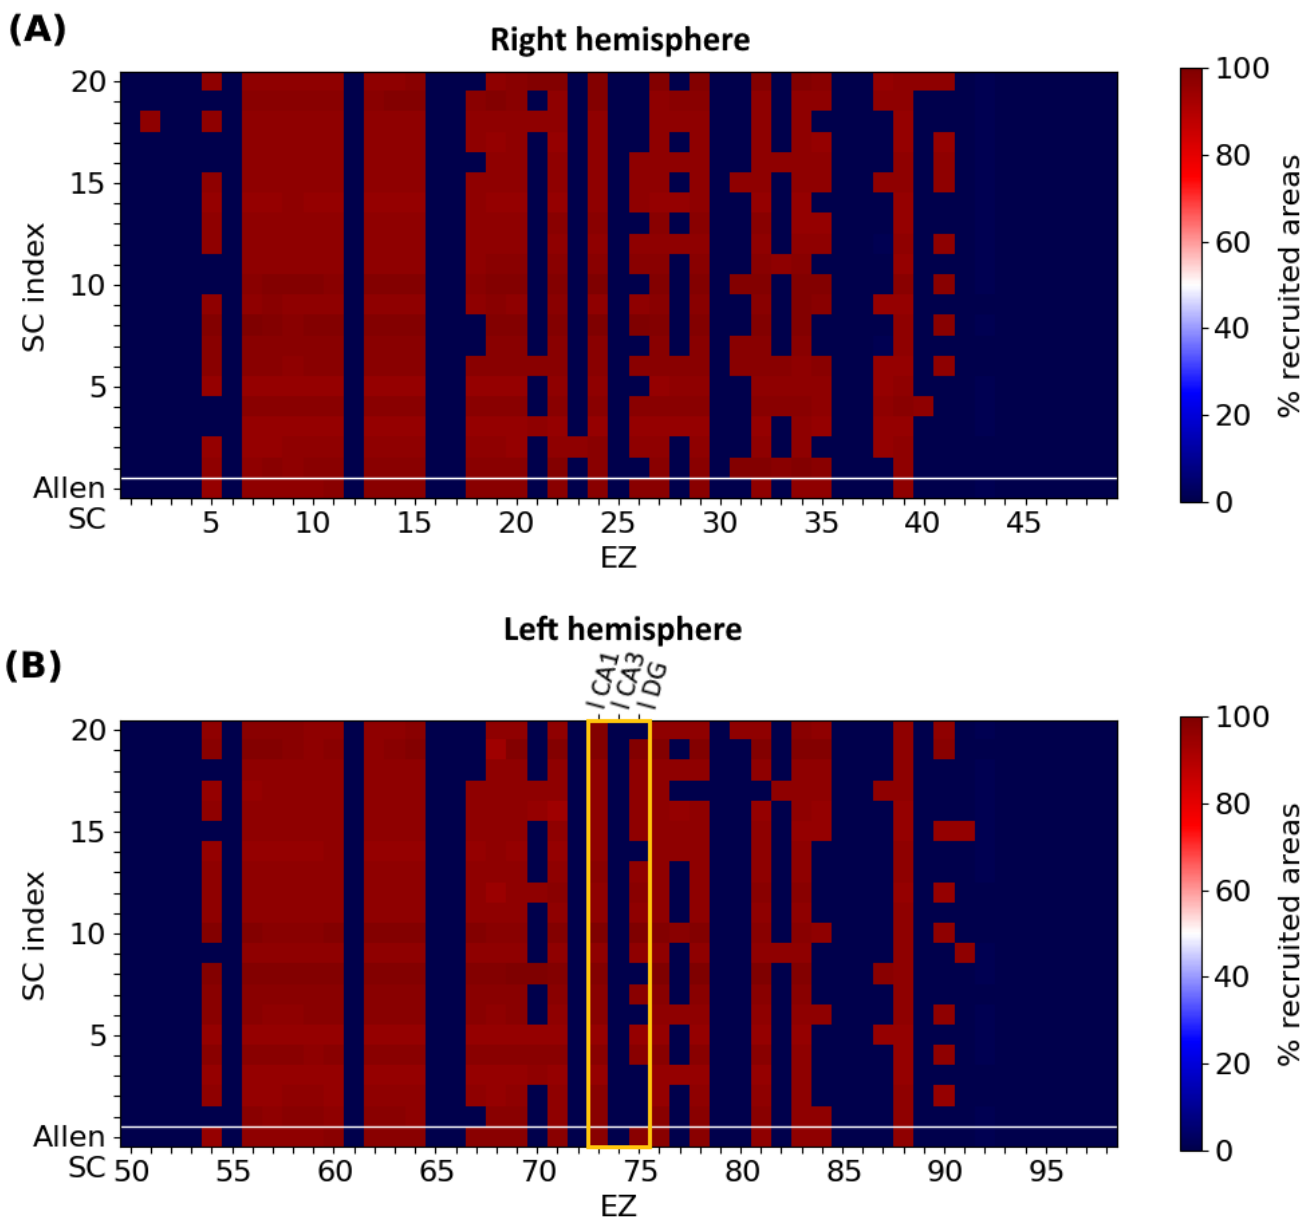 (A)
Right hemisphere
SC index
20
15
10
5
Allen
SC
5 10 15 20 25 30 35 40 45
EZ
100
80
60
40
20
0
% recruited areas
(B)
Left hemisphere
l CA1
l CA3
l DG
SC index
20
15
10
5
Allen
SC
50 55 60 65 70 75 80 85 90 95
EZ
100
80
60
40
20
0
% recruited areas